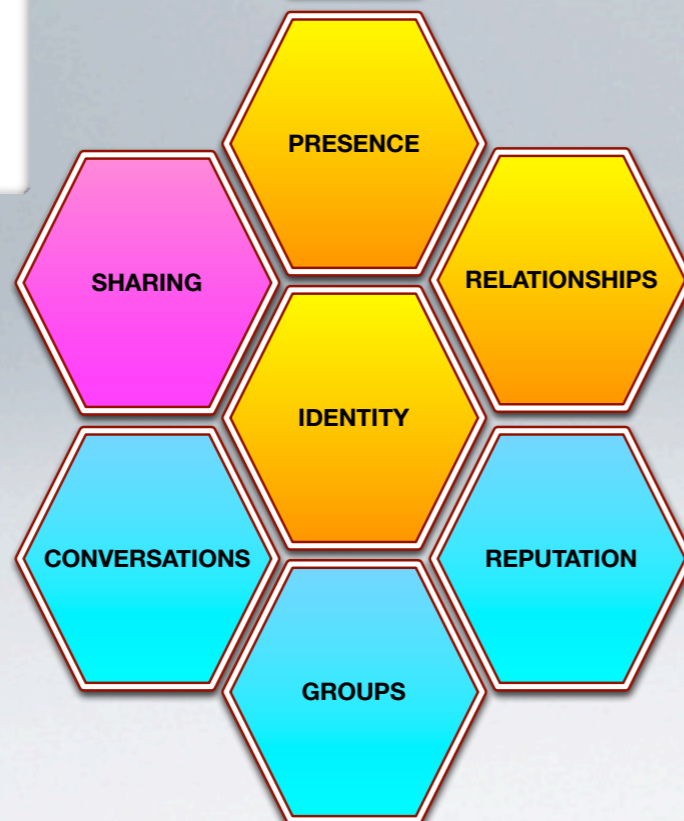 PRESENCE
SHARING
RELATIONSHIPS
IDENTITY
CONVERSATIONS
REPUTATION
GROUPS